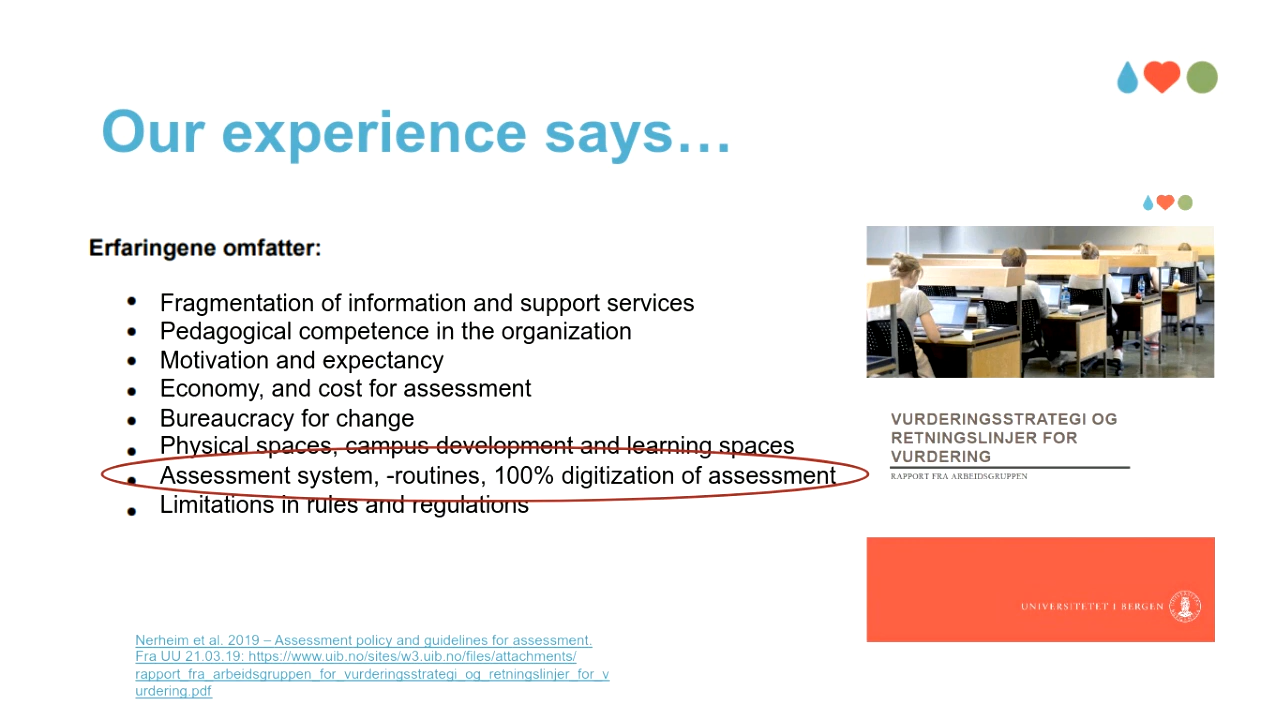 Our experience says…
Erfaringene omfatter:
Fragmentation of information and support services
Pedagogical competence in the organization
Motivation and expectancy
Economy, and cost for assessment
Bureaucracy for change
Physical spaces, campus development and learning spaces
Assessment system, -routines, 100% digitization of assessment
Limitations in rules and regulations
VURDERINGSSTRATEGI OG
RETNINGSLINJER FOR
VURDERING
RAPPORT FRA ARBEIDSGRUPPEN
UNIVERSITETET I BERGEN
Nerheim et al. 2019 – Assessment policy and guidelines for assessment.
Fra UU 21.03.19: https://www.uib.no/sites/w3.uib.no/files/attachments/
rapport_fra_arbeidsgruppen_for_vurderingsstrategi_og_retningslinjer_for_v
urdering.pdf